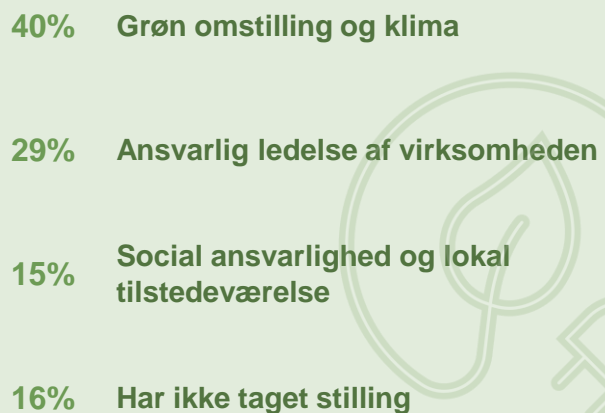 40% Grøn omstilling og klima
29% Ansvarlig ledelse af virksomheden
15% Social ansvarlighed og lokal
tilstedeværelse
16% Har ikke taget stilling